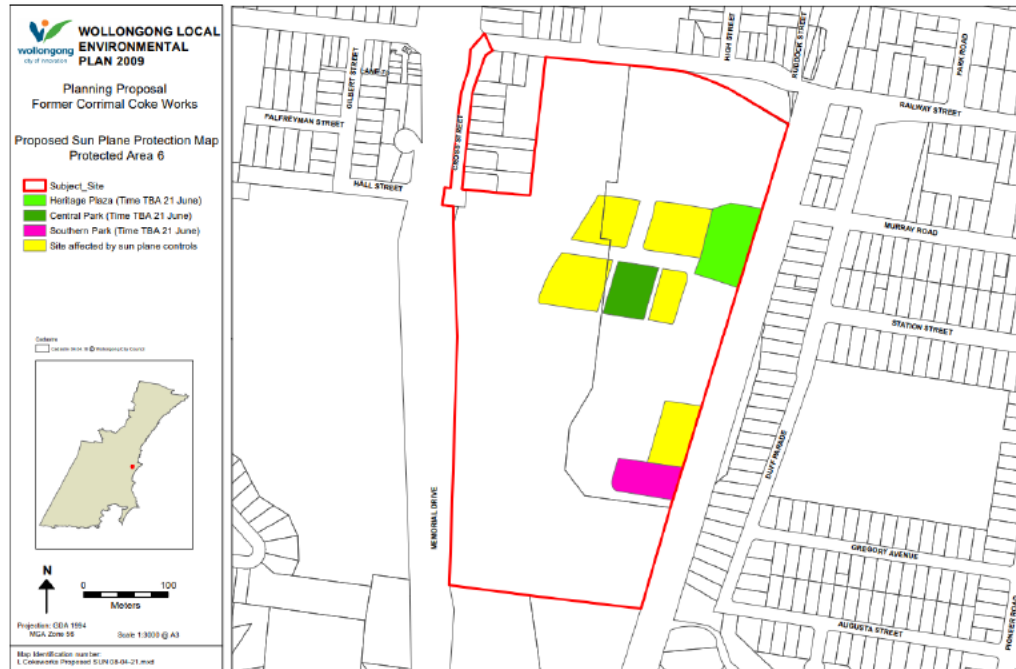 wollongong
city of innovation
WOLLONGONG LOCAL
ENVIRONMENTAL
PLAN 2009
Planning Proposal
Former Corrimal Coke Works
Proposed Sun Plane Protection Map
Protected Area 6
Subject_Site
Heritage Plaza (Time TBA 21 June)
Central Park (Time TBA 21 June)
Southern Park (Time TBA 21 June)
Site affected by sun plane controls
Cadastre
N
0 100
Meters
Projection: GDA 1994
MGA Zone 56
Scale 1:3000 @ A3
Map Identification number:
GILBERT STREET
PALFREYMAN STREET
HALL STREET
CROSS STREET
HIGH STREET
RUDDOCK STREET
PARK ROAD
RAILWAY STREET
MURRAY ROAD
STATION STREET
DUFF PARADE
MEMORIAL DRIVE
GREGORY AVENUE
AUGUSTA STREET
PIONEER ROAD